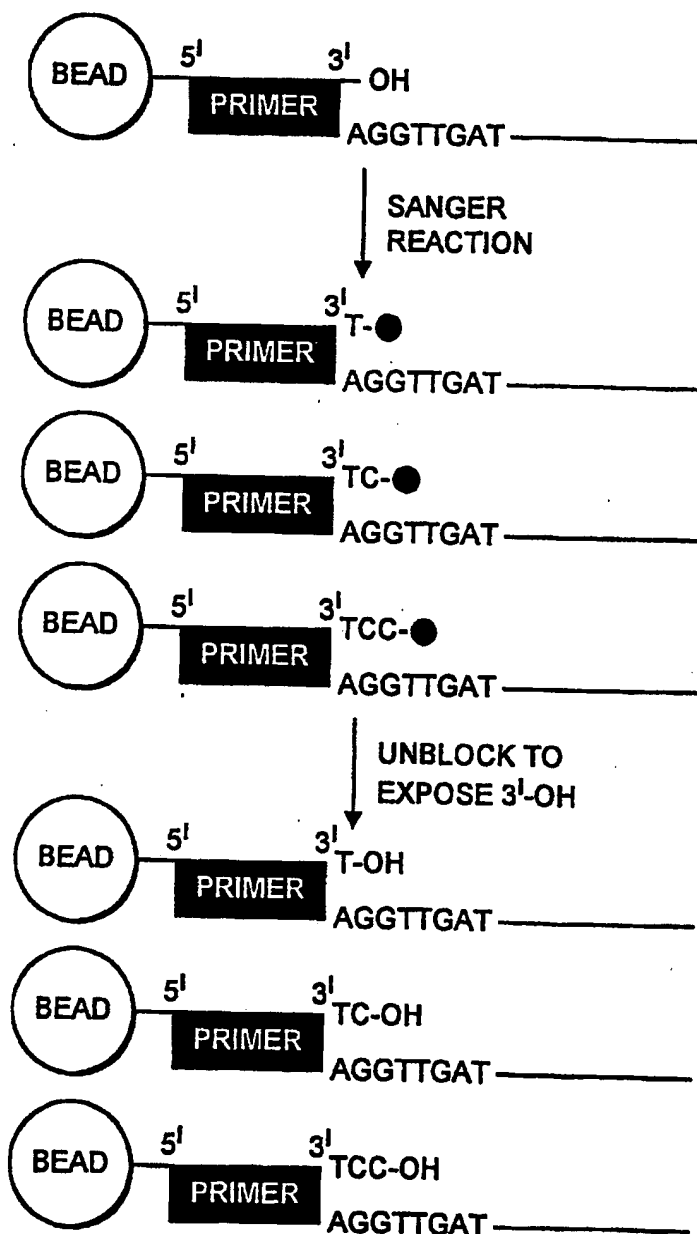 5' 3'
BEAD OH
PRIMER
AGGTTGAT
SANGER
REACTION
5' 3'
BEAD T-
PRIMER
AGGTTGAT
5' 3'
BEAD TC-
PRIMER
AGGTTGAT
5' 3'
BEAD TCC-
PRIMER
AGGTTGAT
UNBLOCK TO
EXPOSE 3'-OH
5' 3'
BEAD T-OH
PRIMER
AGGTTGAT
5' 3'
BEAD TC-OH
PRIMER
AGGTTGAT
5' 3'
BEAD TCC-OH
PRIMER
AGGTTGAT